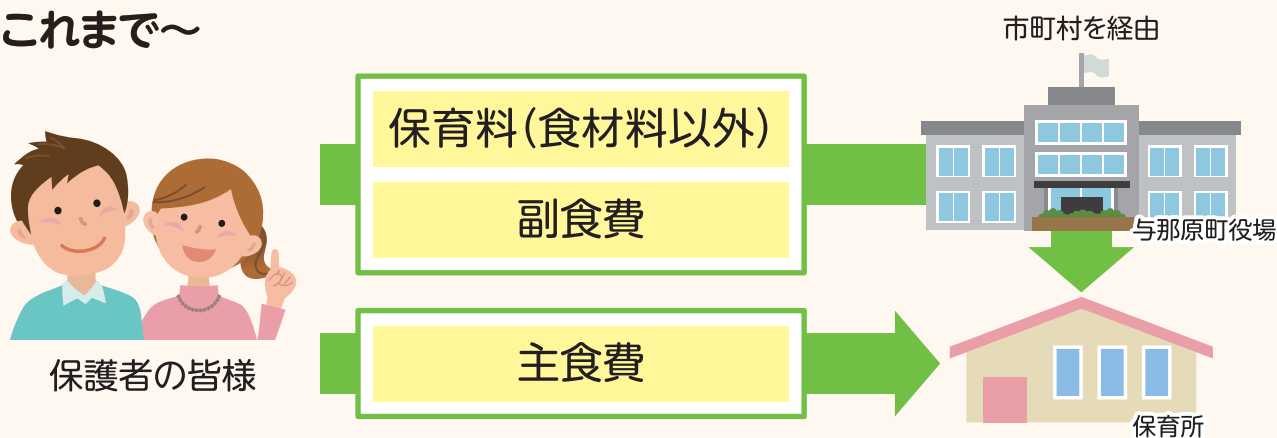 これまで〜
市町村を経由
保育料(食材料以外)
副食費
与那原町役場
主食費
保護者の皆様
保育所